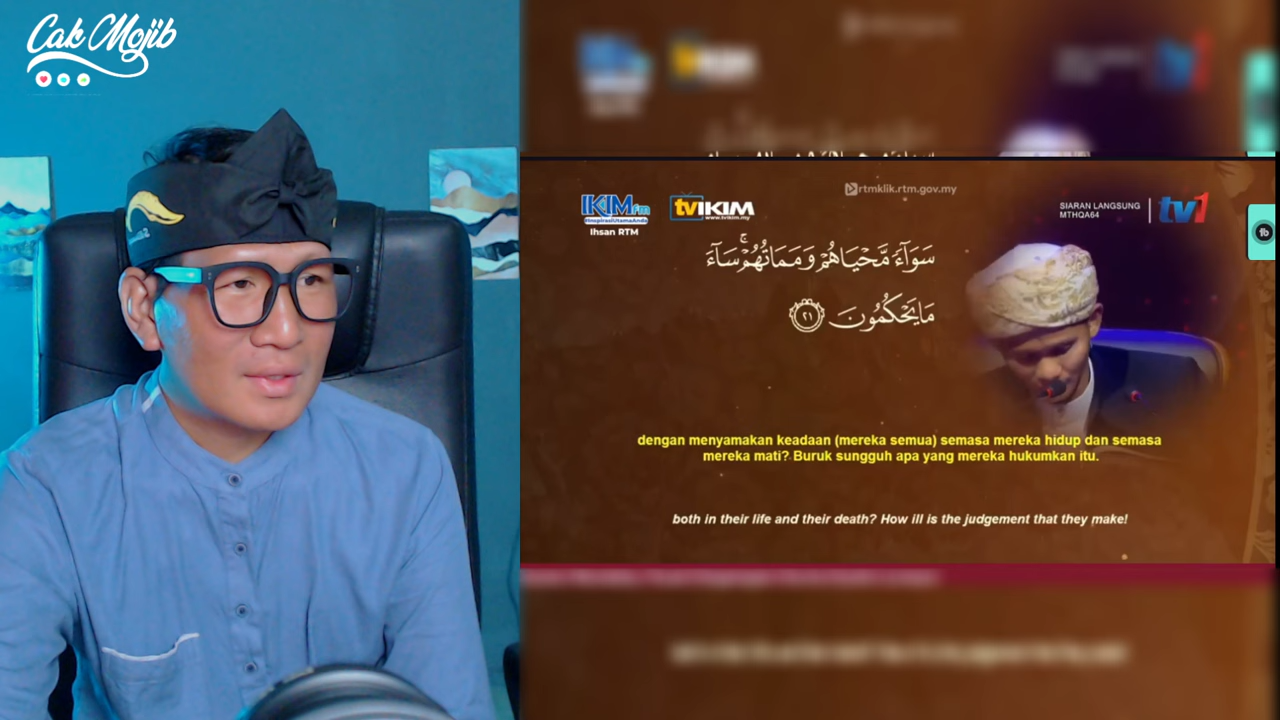 Cak Mojib
rtmklik.rtm.gov.my
IKIM fm
#InspirasiUtamaAnda
Ihsan RTM
tvIKIM
www.tvikim.my
SIARAN LANGSUNG
MTHQA64
tv1
سَوَآءً مَّحْيَاهُمْ وَمَمَاتُهُمْ ۚ سَآءَ
مَا يَحْكُمُونَ ٢١
dengan menyamakan keadaan (mereka semua) semasa mereka hidup dan semasa
mereka mati? Buruk sungguh apa yang mereka hukumkan itu.
both in their life and their death? How ill is the judgement that they make!